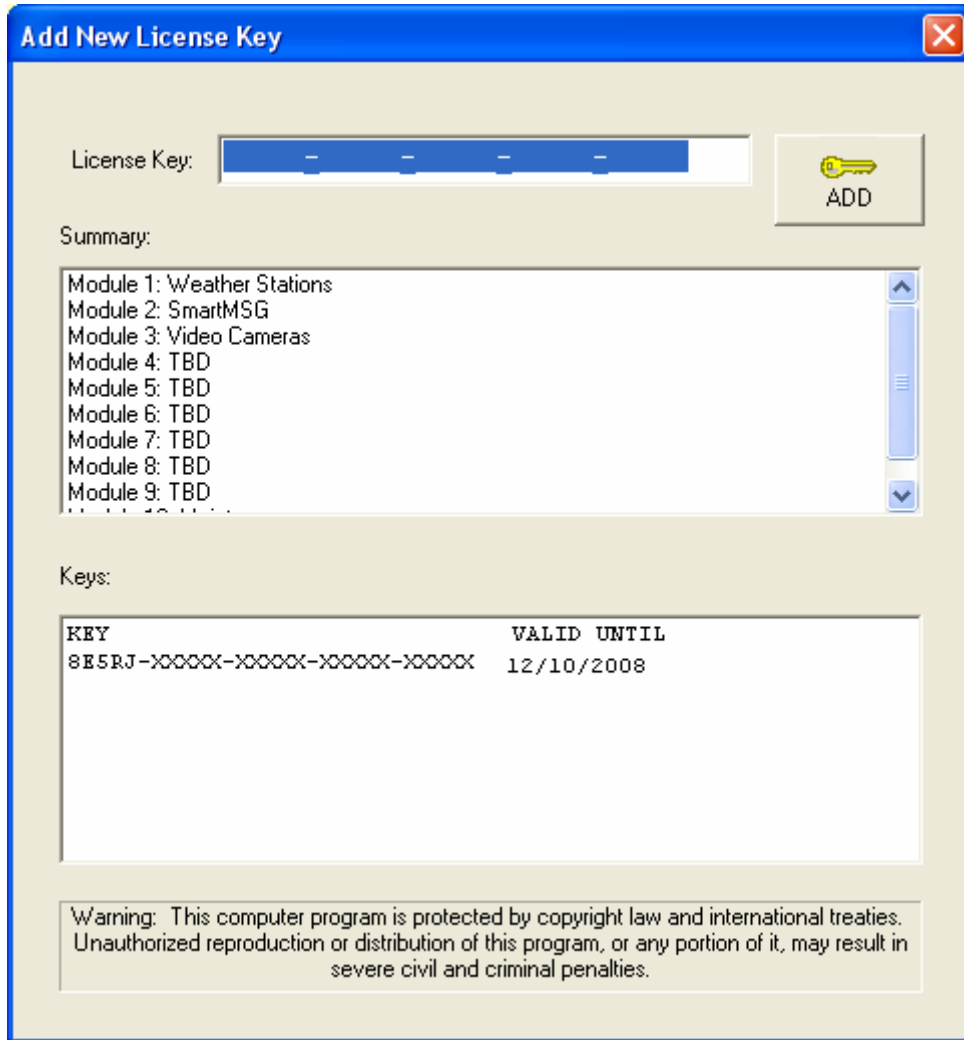 Add New License Key
License Key: _ _ _ _
ADD
Summary:
Module 1: Weather Stations
Module 2: SmartMSG
Module 3: Video Cameras
Module 4: TBD
Module 5: TBD
Module 6: TBD
Module 7: TBD
Module 8: TBD
Module 9: TBD
Keys:
KEY VALID UNTIL
8E5RJ-XXXXX-XXXXX-XXXXX-XXXXX 12/10/2008
Warning: This computer program is protected by copyright law and international treaties.
Unauthorized reproduction or distribution of this program, or any portion of it, may result in
severe civil and criminal penalties.